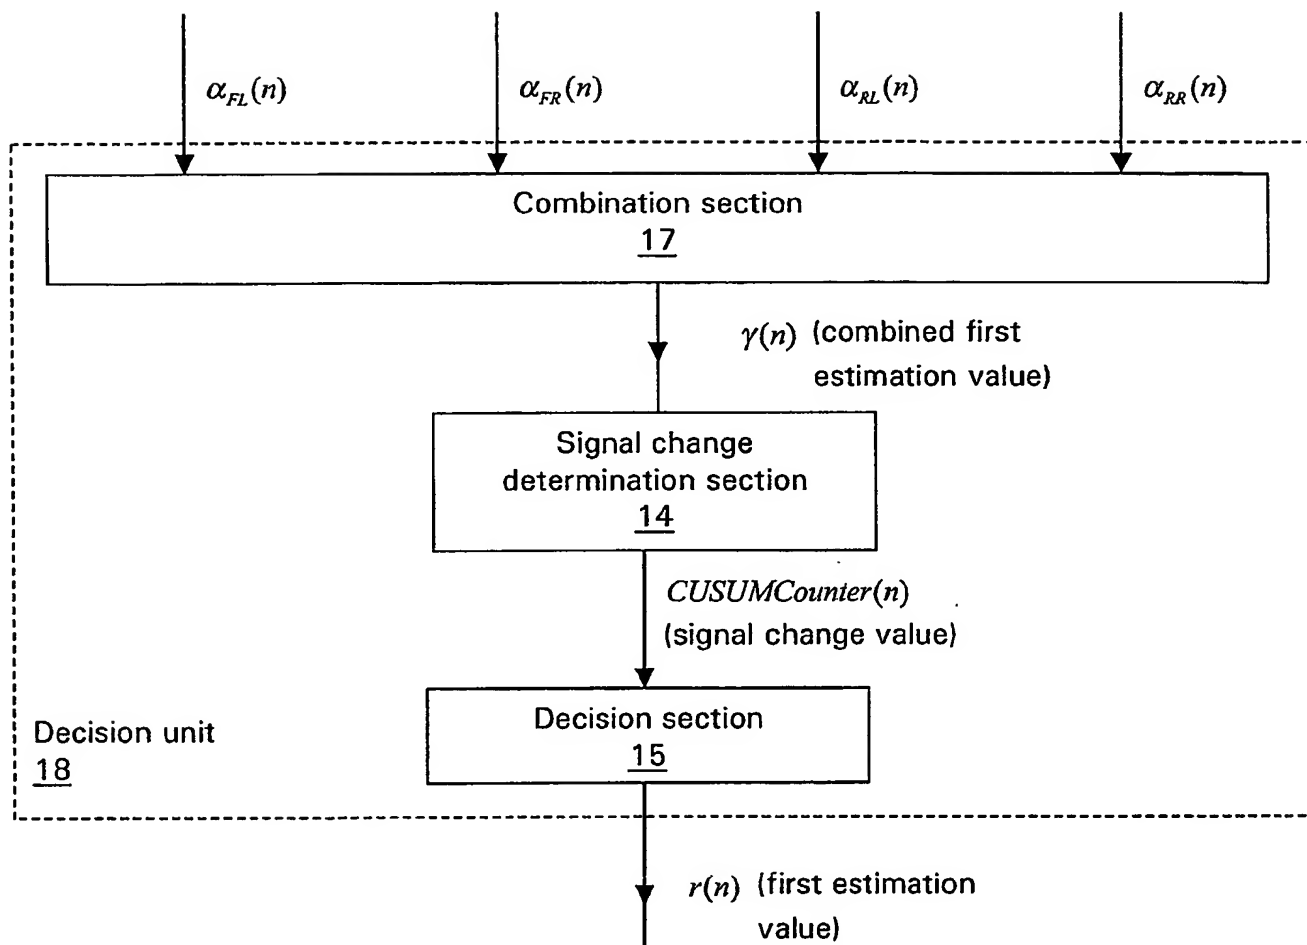 α_FL(n) α_FR(n) α_RL(n) α_RR(n)
Combination section
17
γ(n) (combined first
estimation value)
Signal change
determination section
14
CUSUMCounter(n)
(signal change value)
Decision section
15
Decision unit
18
r(n) (first estimation
value)